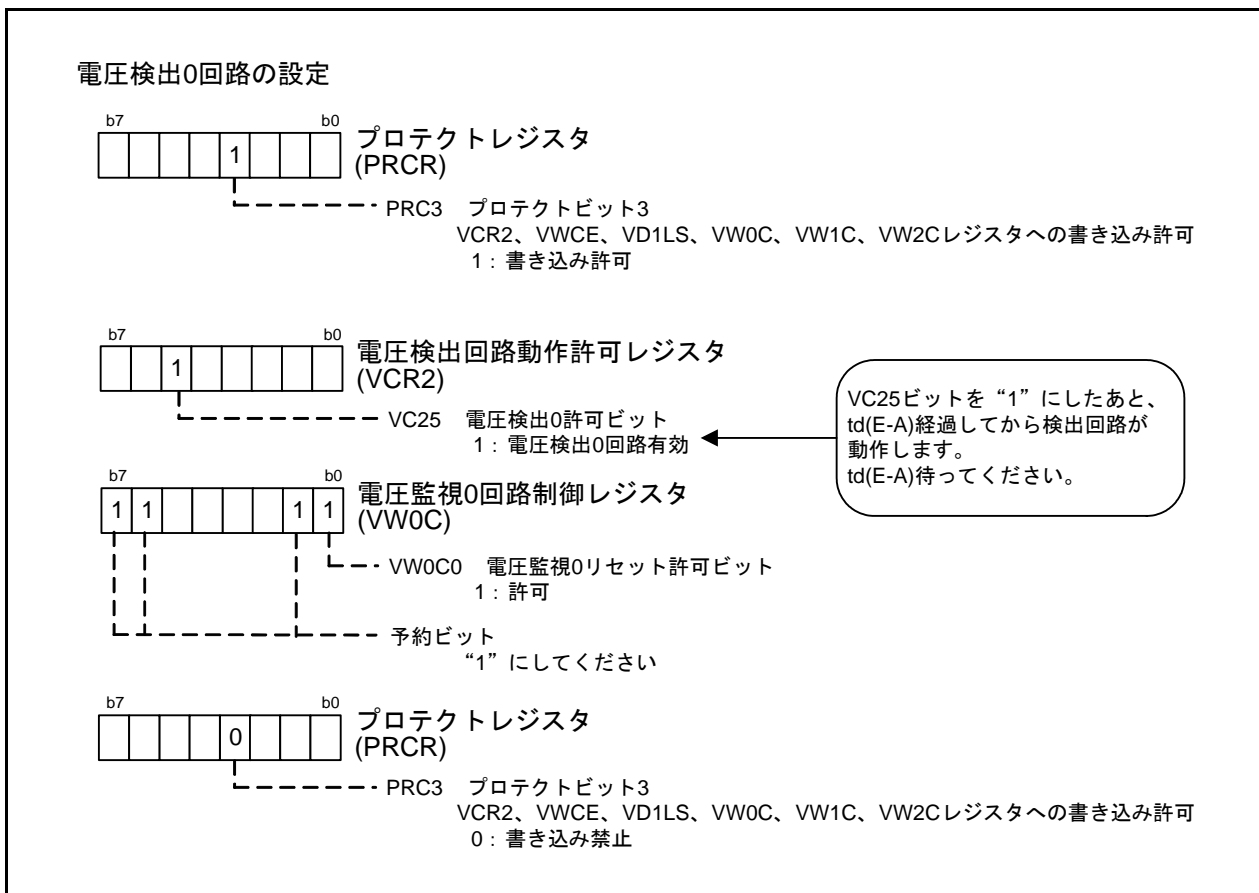 電圧検出0回路の設定
b7 b0
1
プロテクトレジスタ
(PRCR)
PRC3 プロテクトビット3
VCR2、VWCE、VD1LS、VW0C、VW1C、VW2Cレジスタへの書き込み許可
1：書き込み許可
b7 b0
1
電圧検出回路動作許可レジスタ
(VCR2)
VC25 電圧検出0許可ビット
1：電圧検出0回路有効
VC25ビットを“1”にしたあと、
td(E-A)経過してから検出回路が
動作します。
td(E-A)待ってください。
b7 b0
1 1 1 1
電圧監視0回路制御レジスタ
(VW0C)
VW0C0 電圧監視0リセット許可ビット
1：許可
予約ビット
“1”にしてください
b7 b0
0
プロテクトレジスタ
(PRCR)
PRC3 プロテクトビット3
VCR2、VWCE、VD1LS、VW0C、VW1C、VW2Cレジスタへの書き込み許可
0：書き込み禁止